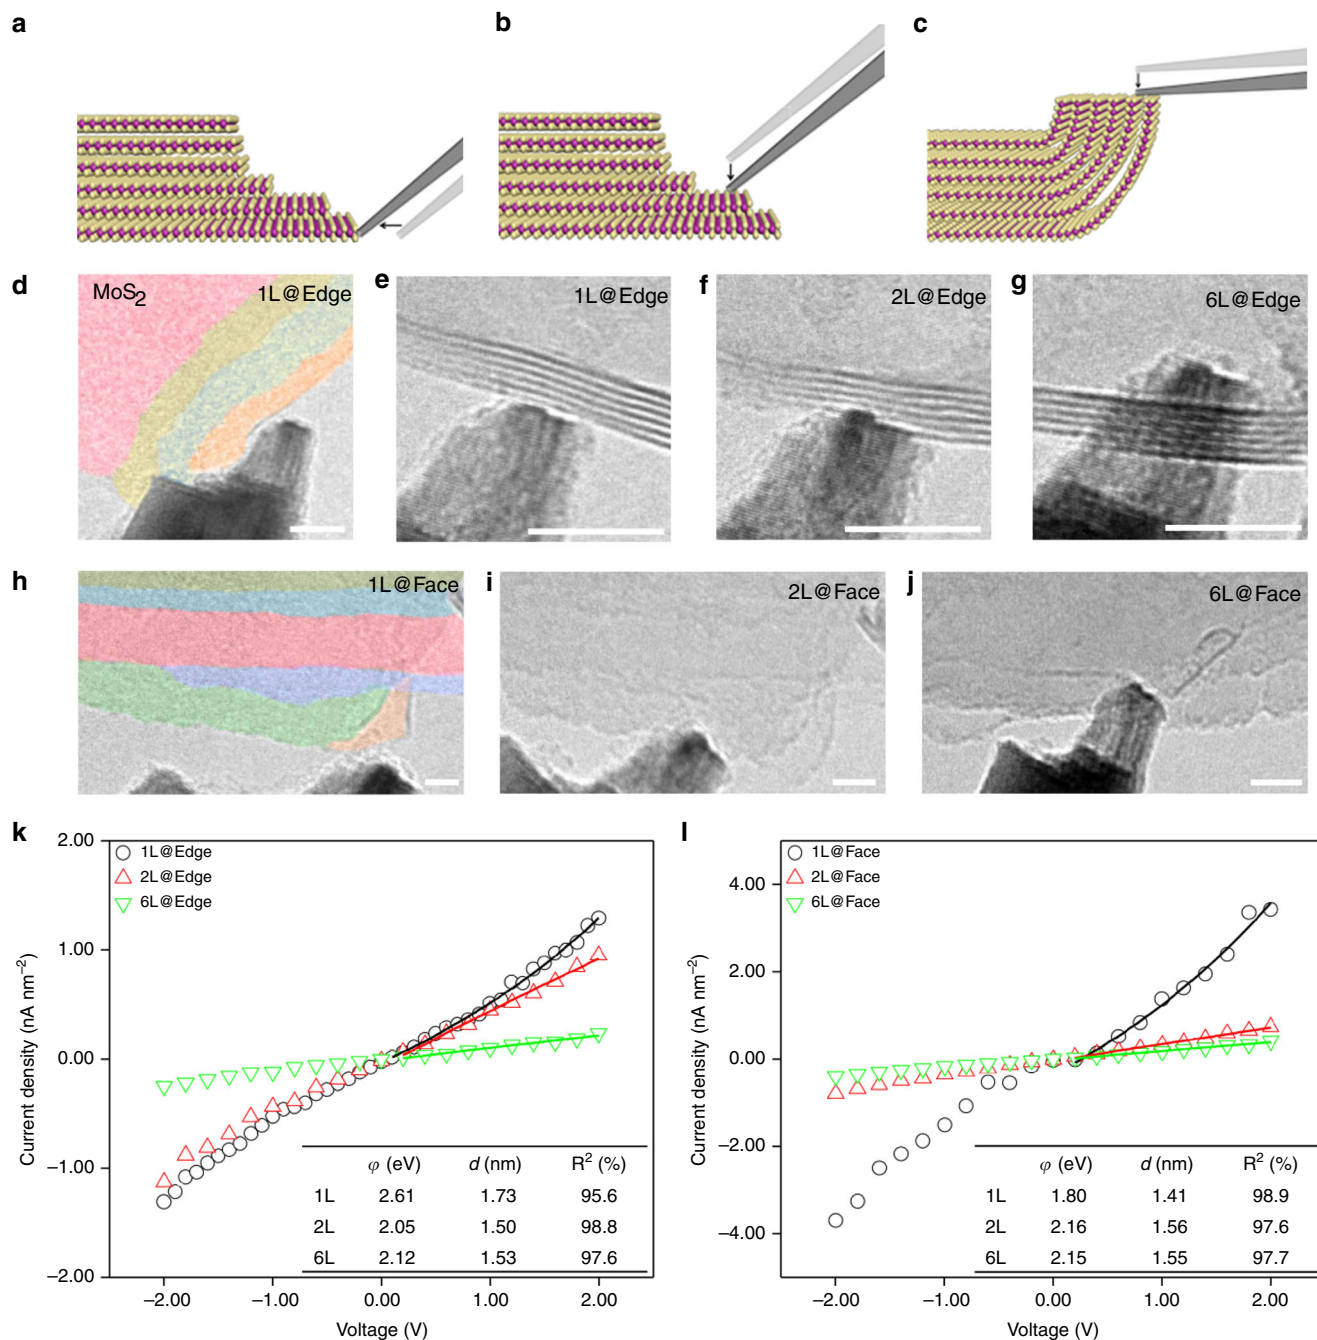 a
b
c
d
MoS2
1L@Edge
e
1L@Edge
f
2L@Edge
g
6L@Edge
h
1L@Face
i
2L@Face
j
6L@Face
k
2.00
1.00
0.00
−1.00
−2.00
Current density (nA nm−2)
1L@Edge
2L@Edge
6L@Edge
φ (eV) d (nm) R2 (%)
1L 2.61 1.73 95.6
2L 2.05 1.50 98.8
6L 2.12 1.53 97.6
−2.00 −1.00 0.00 1.00 2.00
Voltage (V)
l
4.00
2.00
0.00
−2.00
−4.00
Current density (nA nm−2)
1L@Face
2L@Face
6L@Face
φ (eV) d (nm) R2 (%)
1L 1.80 1.41 98.9
2L 2.16 1.56 97.6
6L 2.15 1.55 97.7
−2.00 −1.00 0.00 1.00 2.00
Voltage (V)